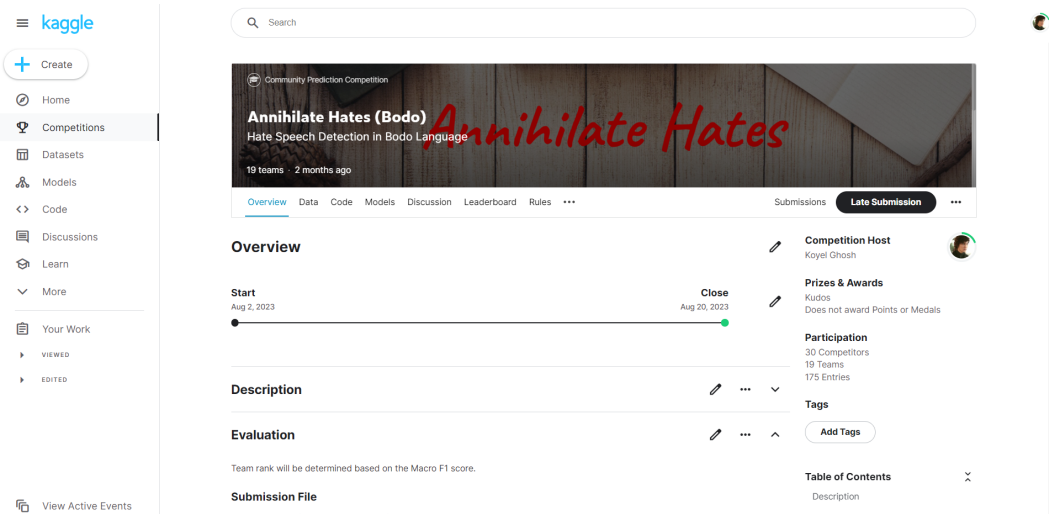 kaggle
Search
Create
Home
Competitions
Datasets
Models
Code
Discussions
Learn
More
Your Work
VIEWED
EDITED
View Active Events
Community Prediction Competition
Annihilate Hates (Bodo)
Hate Speech Detection in Bodo Language
Annihilate Hates
19 teams · 2 months ago
Overview Data Code Models Discussion Leaderboard Rules ••• Submissions Late Submission •••
Overview
Start Close
Aug 2, 2023 Aug 20, 2023
Description
Evaluation
Team rank will be determined based on the Macro F1 score.
Submission File
Competition Host
Koyel Ghosh
Prizes & Awards
Kudos
Does not award Points or Medals
Participation
30 Competitors
19 Teams
175 Entries
Tags
Add Tags
Table of Contents
Description